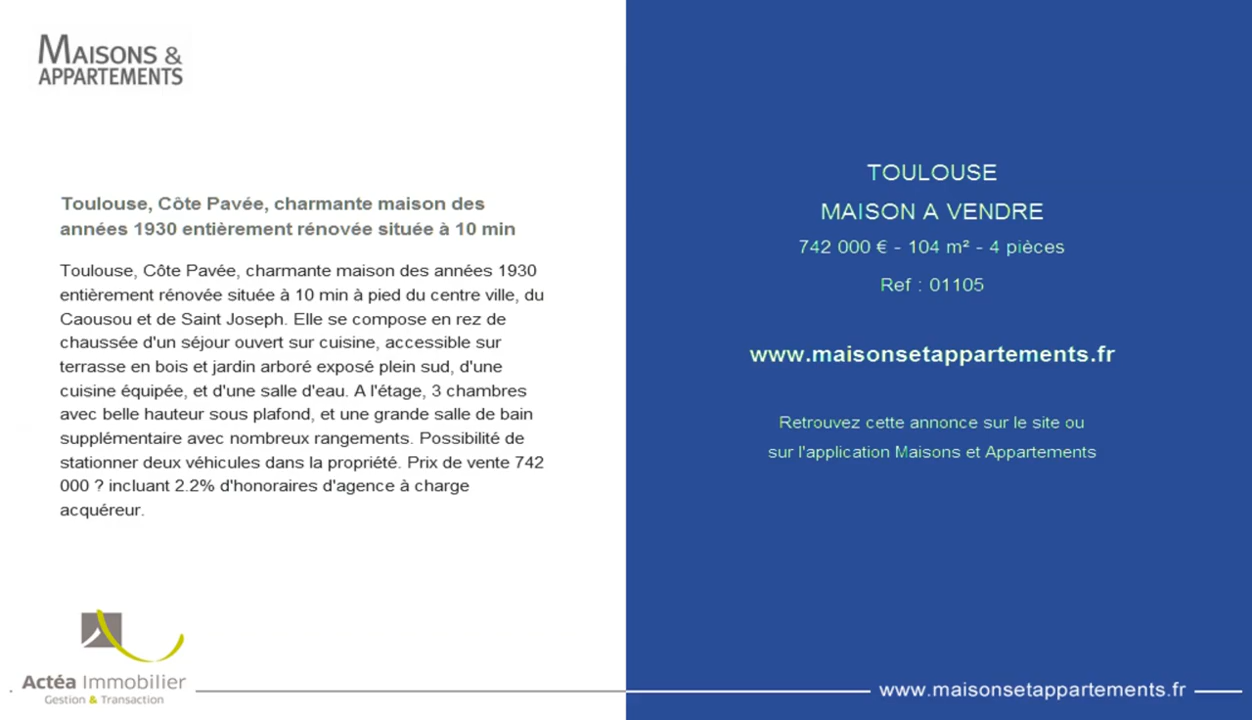 MAISONS &
APPARTEMENTS
Toulouse, Côte Pavée, charmante maison des
années 1930 entièrement rénovée située à 10 min
Toulouse, Côte Pavée, charmante maison des années 1930
entièrement rénovée située à 10 min à pied du centre ville, du
Caousou et de Saint Joseph. Elle se compose en rez de
chaussée d'un séjour ouvert sur cuisine, accessible sur
terrasse en bois et jardin arboré exposé plein sud, d'une
cuisine équipée, et d'une salle d'eau. A l'étage, 3 chambres
avec belle hauteur sous plafond, et une grande salle de bain
supplémentaire avec nombreux rangements. Possibilité de
stationner deux véhicules dans la propriété. Prix de vente 742
000 ? incluant 2.2% d'honoraires d'agence à charge
acquéreur.
Actéa Immobilier
Gestion & Transaction
TOULOUSE
MAISON A VENDRE
742 000 € - 104 m² - 4 pièces
Ref : 01105
www.maisonsetappartements.fr
Retrouvez cette annonce sur le site ou
sur l'application Maisons et Appartements
www.maisonsetappartements.fr